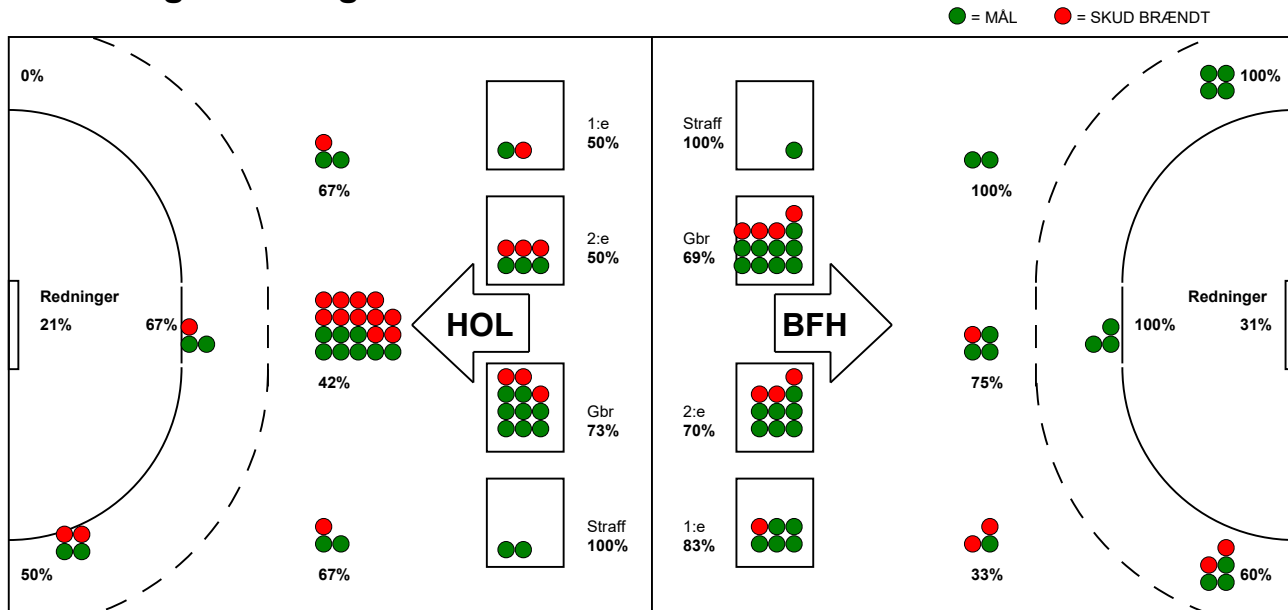 = MÅL
= SKUD BRÆNDT
0%
100%
1:e
50%
Straff
100%
67%
100%
2:e
50%
Gbr
69%
Redninger
21%
67%
HOL
BFH
100%
Redninger
31%
42%
75%
Gbr
73%
2:e
70%
Straff
100%
1:e
83%
50%
67%
33%
60%